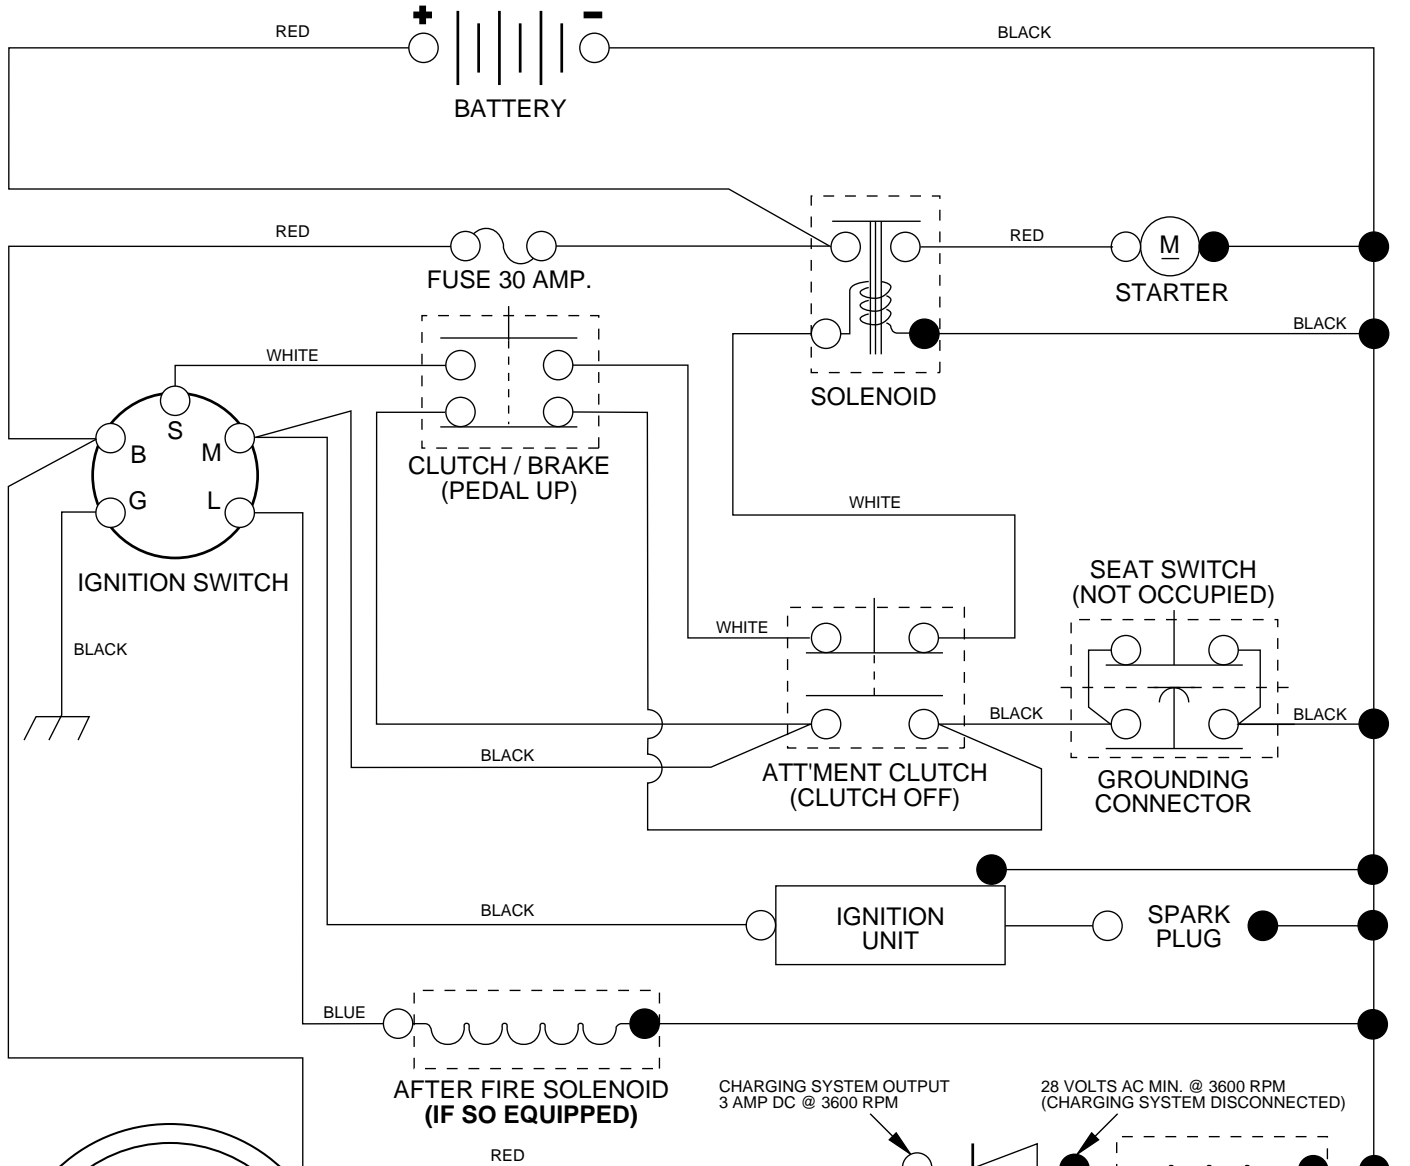 +
–
RED
BLACK
BATTERY
RED
RED
M
FUSE 30 AMP.
STARTER
BLACK
WHITE
SOLENOID
S
B
M
G
L
CLUTCH / BRAKE
(PEDAL UP)
WHITE
IGNITION SWITCH
SEAT SWITCH
(NOT OCCUPIED)
WHITE
BLACK
BLACK
BLACK
BLACK
ATT'MENT CLUTCH
(CLUTCH OFF)
GROUNDING
CONNECTOR
BLACK
IGNITION
UNIT
SPARK
PLUG
BLUE
AFTER FIRE SOLENOID
(IF SO EQUIPPED)
CHARGING SYSTEM OUTPUT
3 AMP DC @ 3600 RPM
28 VOLTS AC MIN. @ 3600 RPM
(CHARGING SYSTEM DISCONNECTED)
RED